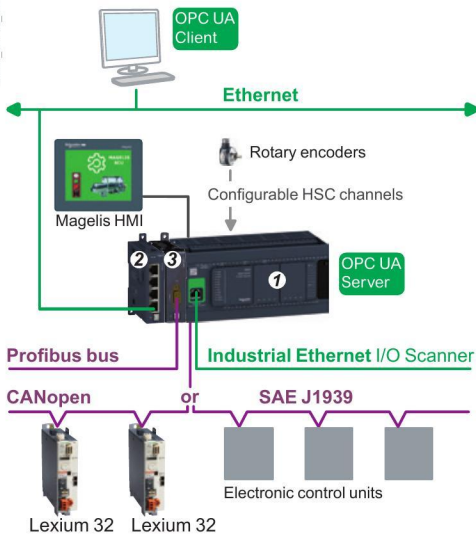 OPC UA
Client
Ethernet
Rotary encoders
Configurable HSC channels
Magelis HMI
2
3
1
OPC UA
Server
Profibus bus
Industrial Ethernet I/O Scanner
CANopen
or
SAE J1939
Electronic control units
Lexium 32
Lexium 32